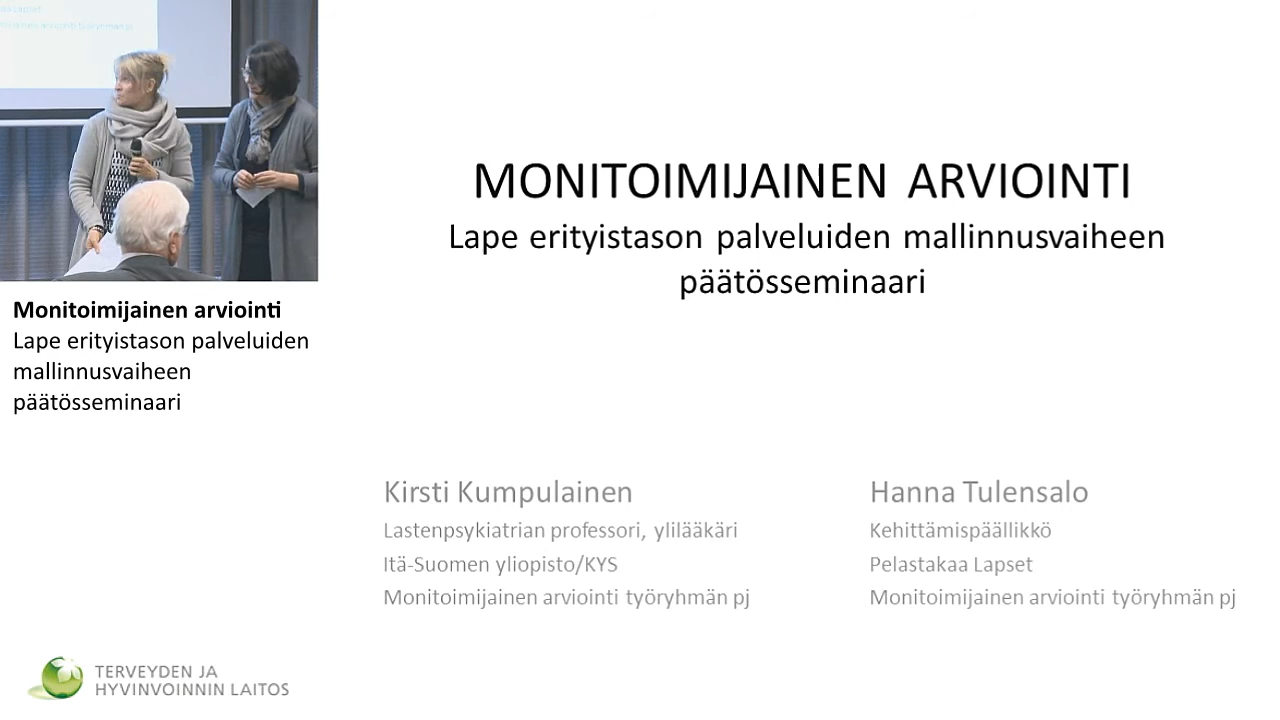 MONITOIMIJAINEN ARVIOINTI
Lape erityistason palveluiden mallinnusvaiheen
päätösseminaari
Monitoimijainen arviointi
Lape erityistason palveluiden
mallinnusvaiheen
päätösseminaari
Kirsti Kumpulainen
Lastenpsykiatrian professori, ylilääkäri
Itä-Suomen yliopisto/KYS
Monitoimijainen arviointi työryhmän pj
Hanna Tulensalo
Kehittämispäällikkö
Pelastakaa Lapset
Monitoimijainen arviointi työryhmän pj
TERVEYDEN JA
HYVINVOINNIN LAITOS